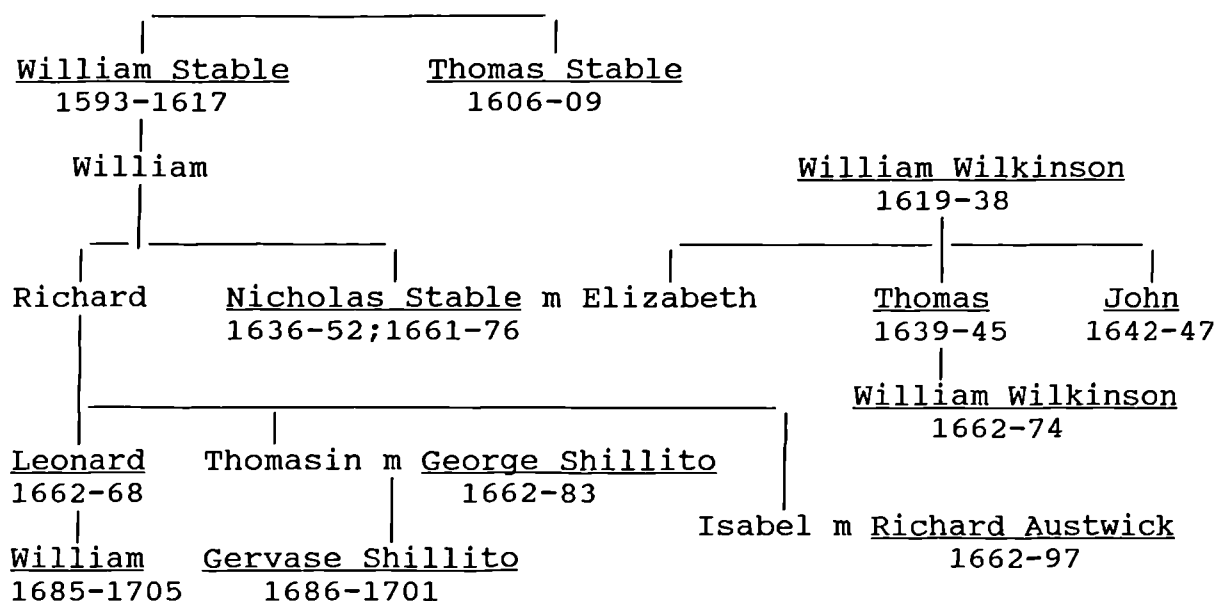 William Stable Thomas Stable
1593-1617 1606-09
William William Wilkinson
1619-38
Richard Nicholas Stable m Elizabeth Thomas John
1636-52;1661-76 1639-45 1642-47
William Wilkinson
1662-74
Leonard Thomasin m George Shillito
1662-68 1662-83
Isabel m Richard Austwick
William Gervase Shillito 1662-97
1685-1705 1686-1701